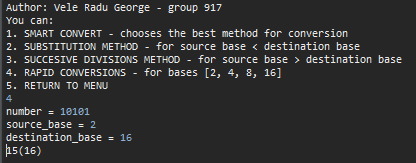 Author: Vele Radu George - group 917
You can:
1. SMART CONVERT - chooses the best method for conversion
2. SUBSTITUTION METHOD - for source base < destination base
3. SUCCESIVE DIVISIONS METHOD - for source base > destination base
4. RAPID CONVERSIONS - for bases [2, 4, 8, 16]
5. RETURN TO MENU
4
number = 10101
source_base = 2
destination_base = 16
15(16)